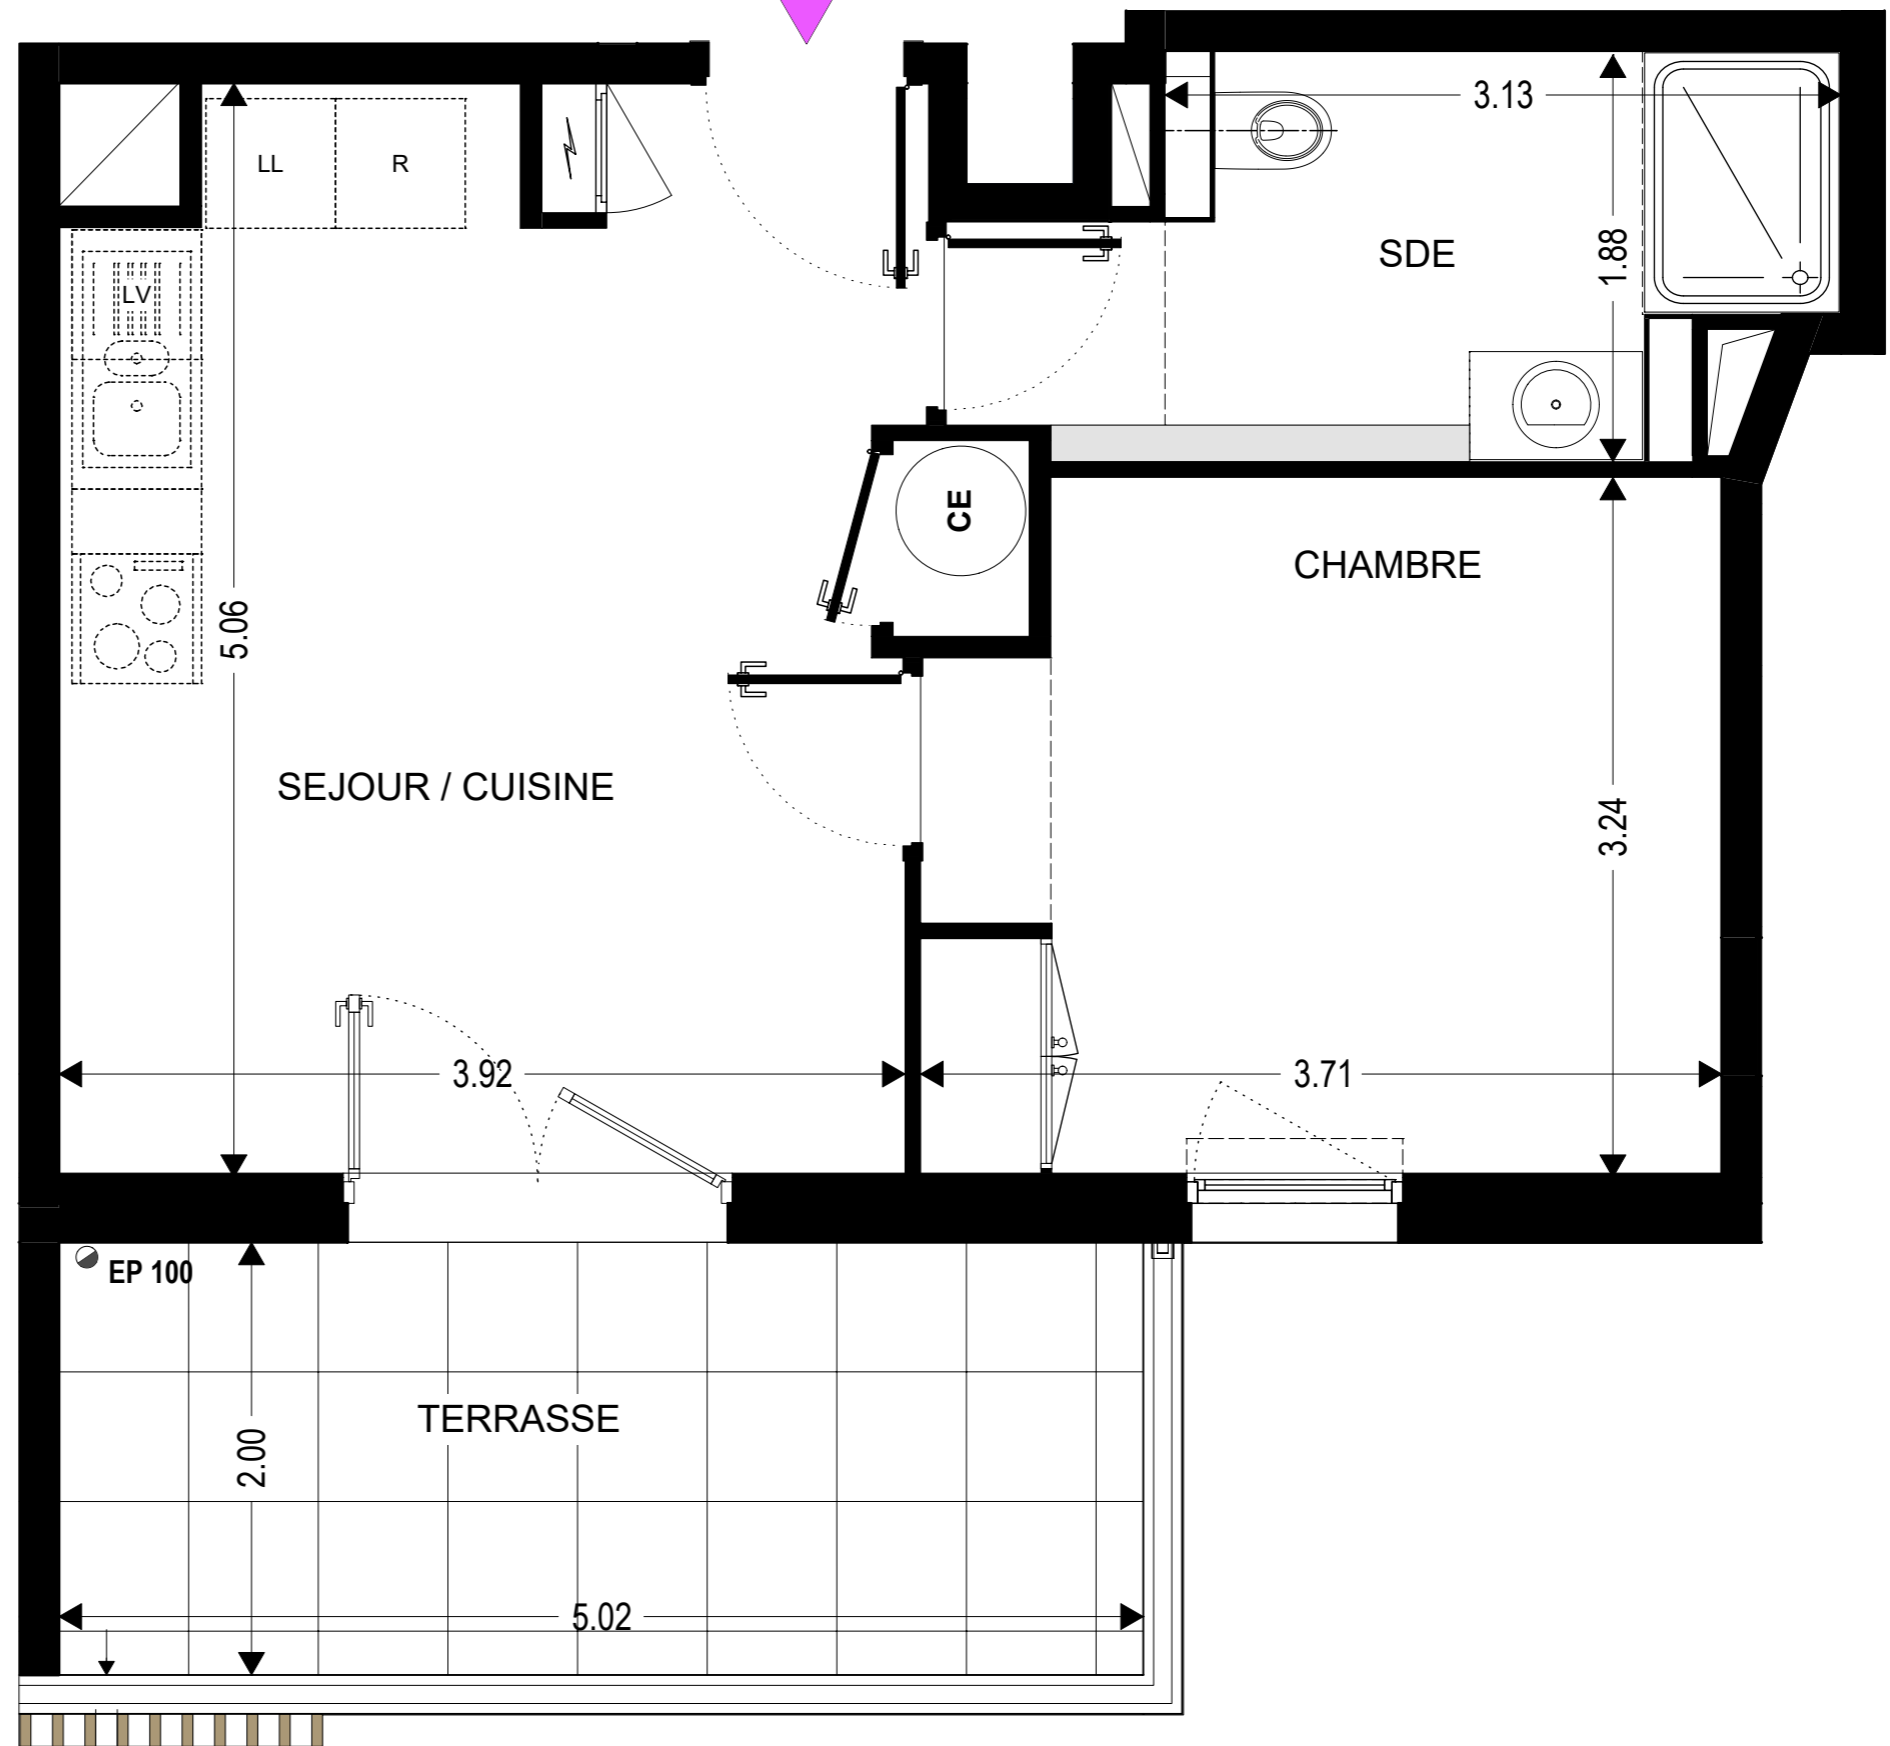 3.13
LL
R
SDE
1.88
LV
CE
CHAMBRE
5.06
SEJOUR / CUISINE
3.24
3.92
3.71
EP 100
TERRASSE
2.00
5.02